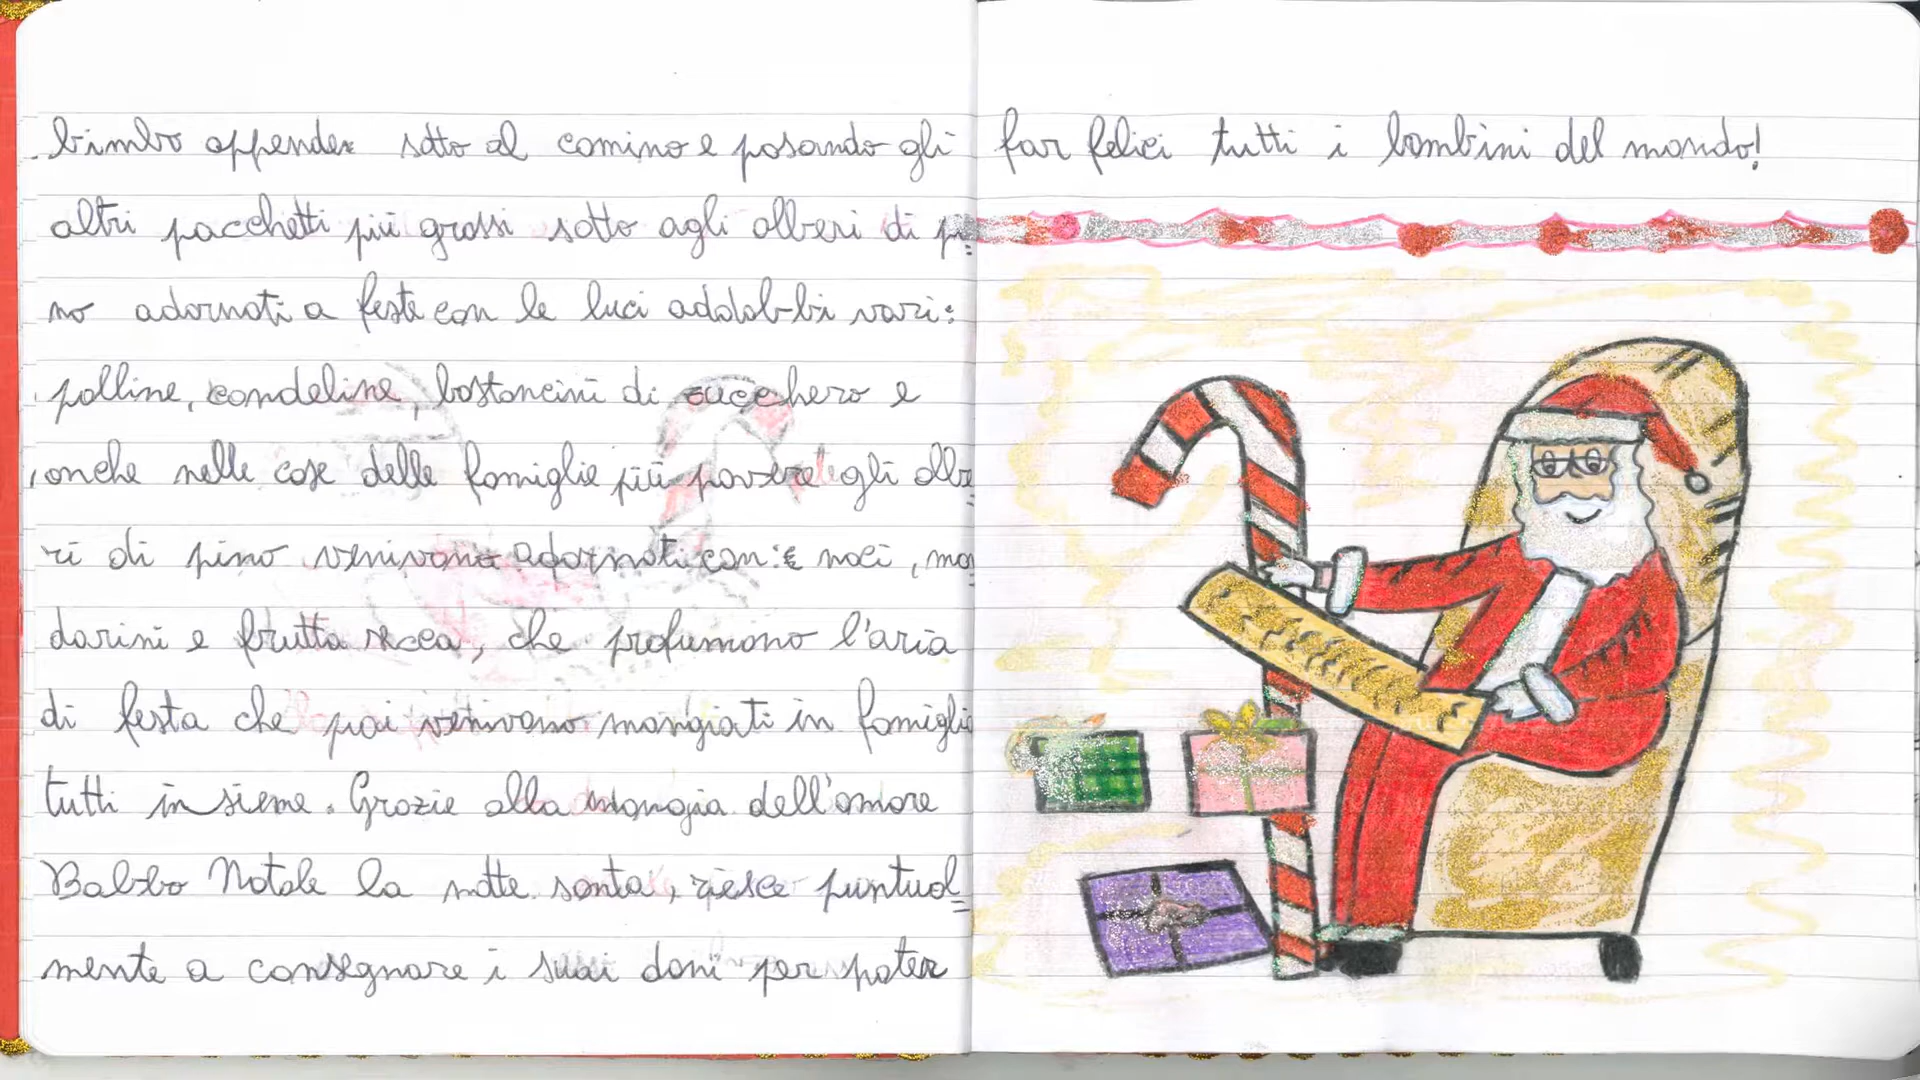 bimbo appender sotto al camino e posando gli
altri pacchetti più grossi sotto agli alberi di pi=
no adornati a feste con le luci addobbi vari:
palline, candeline, bastoncini di zucchero e
anche nelle case delle famiglie più povere gli albe=
ri di pino venivano adornati con: noci, man=
darini e frutta secca, che profumano l'aria
di festa che poi venivano mangiati in famiglia
tutti insieme. Grazie alla magia dell'amore
Babbo Natale la notte santa, riesce puntual=
mente a consegnare i suoi doni per poter
far felici tutti i bambini del mondo!